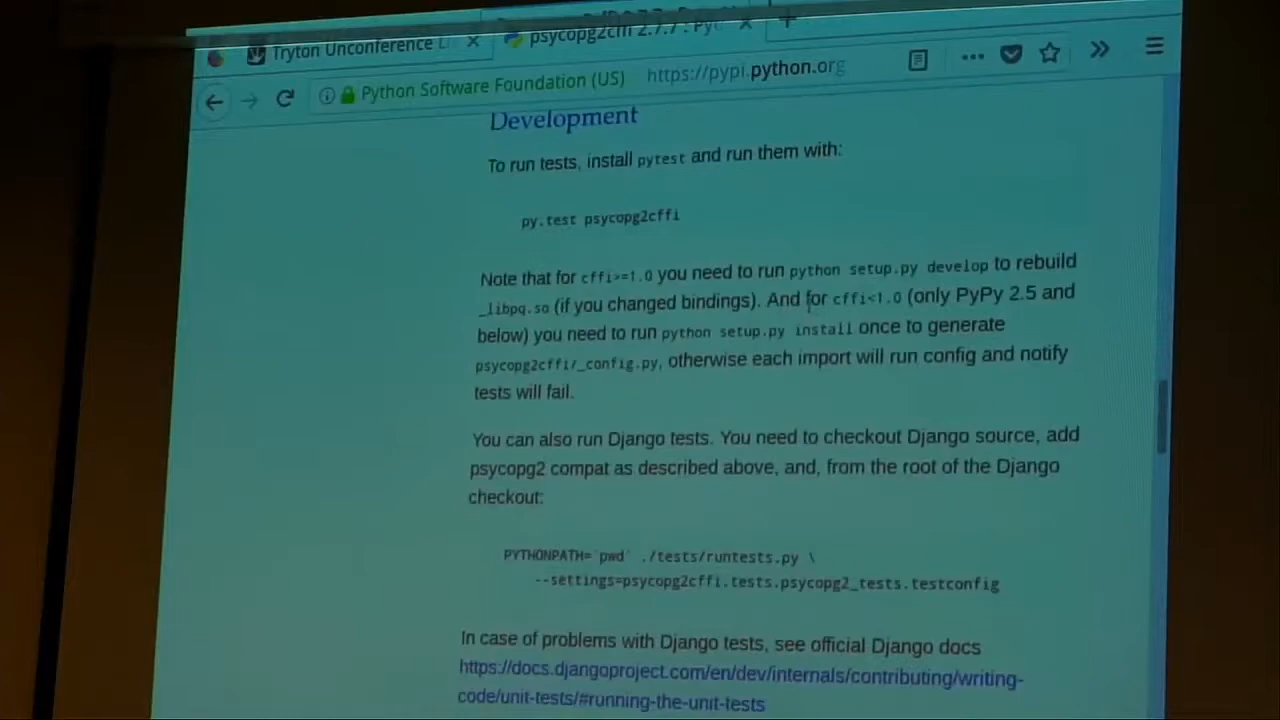 Tryton Unconference
psycopg2cffi 2.7.7 : Py
Python Software Foundation (US) https://pypi.python.org
Development
To run tests, install pytest and run them with:
py.test psycopg2cffi
Note that for cffi>=1.0 you need to run python setup.py develop to rebuild
_libpq.so (if you changed bindings). And for cffi<1.0 (only PyPy 2.5 and
below) you need to run python setup.py install once to generate
psycopg2cffi/_config.py, otherwise each import will run config and notify
tests will fail.
You can also run Django tests. You need to checkout Django source, add
psycopg2 compat as described above, and, from the root of the Django
checkout:
PYTHONPATH=`pwd` ./tests/runtests.py \
--settings=psycopg2cffi.tests.psycopg2_tests.testconfig
In case of problems with Django tests, see official Django docs
https://docs.djangoproject.com/en/dev/internals/contributing/writing-
code/unit-tests/#running-the-unit-tests